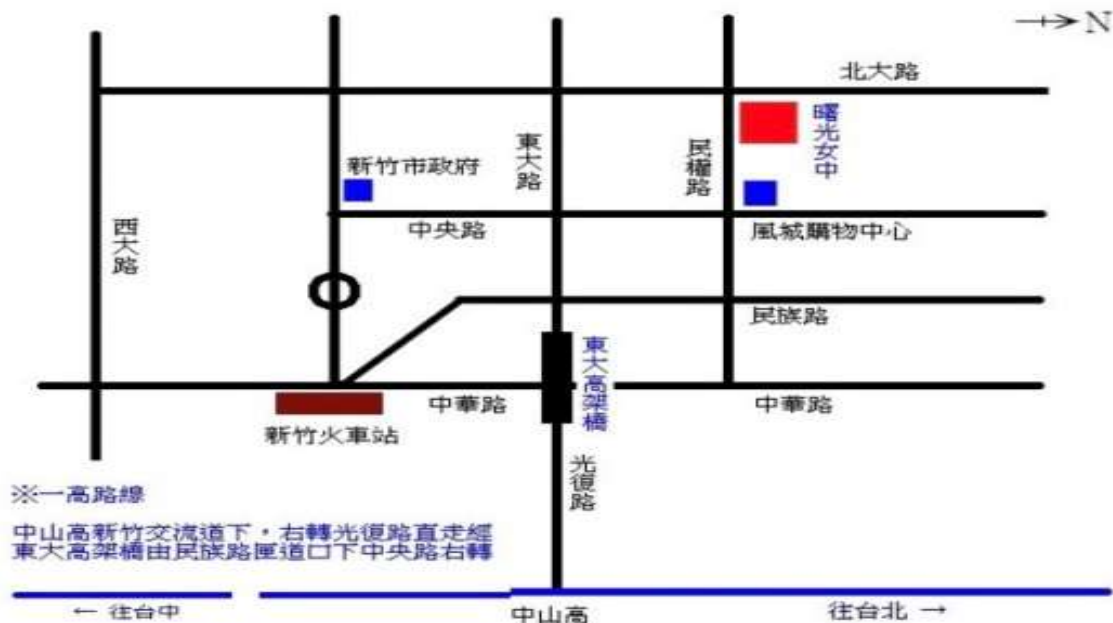 N
北大路
曙光女中
東大路
民權路
新竹市政府
西大路
中央路
風城購物中心
民族路
東大高架橋
中華路
中華路
新竹火車站
光復路
※一高路線
中山高新竹交流道下，右轉光復路直走經
東大高架橋由民族路匝道口下中央路右轉
← 往台中
中山高
往台北 →